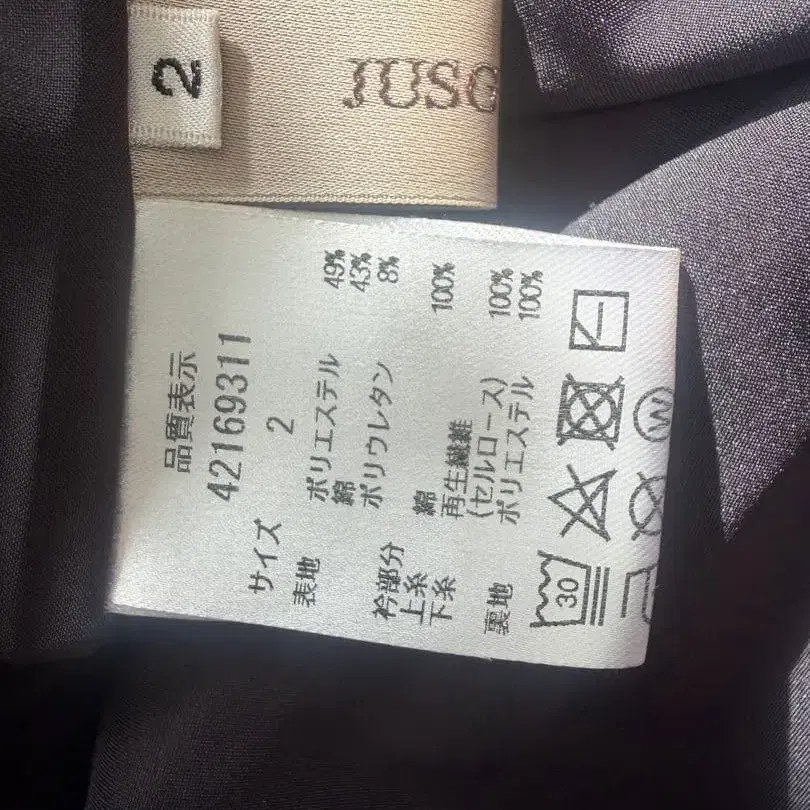 2
JUSG
品質表示
42169311
サイズ 2
表地 ポリエステル 49%
綿 43%
ポリウレタン 8%
衿部分
上糸 綿 100%
下糸 再生繊維
(セルロース) 100%
裏地 ポリエステル 100%
30
W